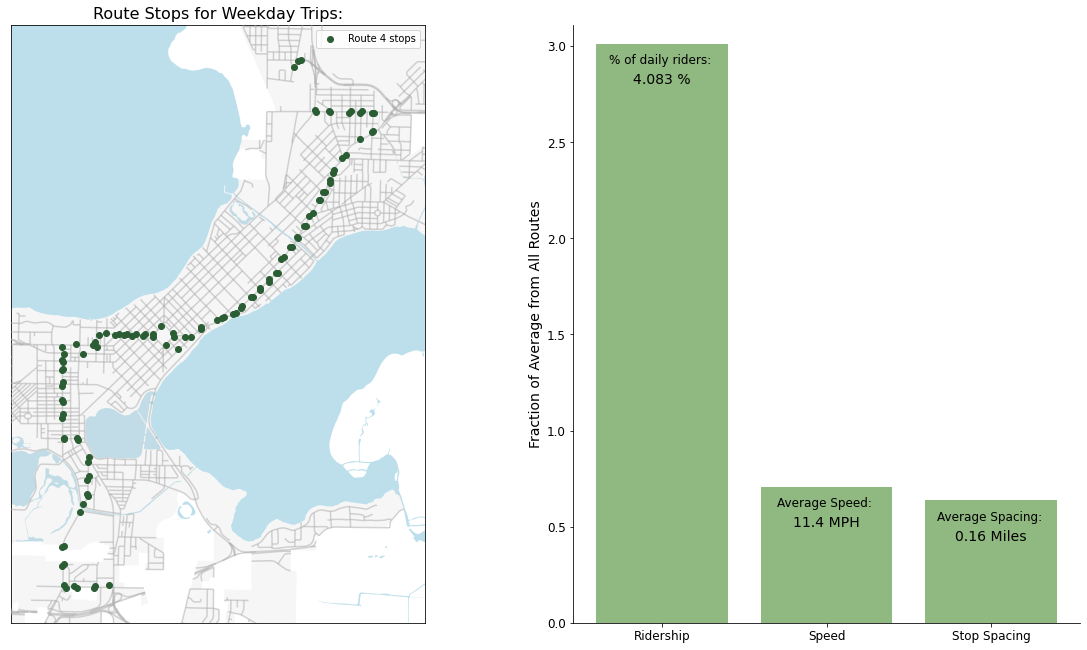 Route Stops for Weekday Trips:
Route 4 stops
Fraction of Average from All Routes
3.0
2.5
2.0
1.5
1.0
0.5
0.0
% of daily riders:
4.083 %
Average Speed:
11.4 MPH
Average Spacing:
0.16 Miles
Ridership
Speed
Stop Spacing